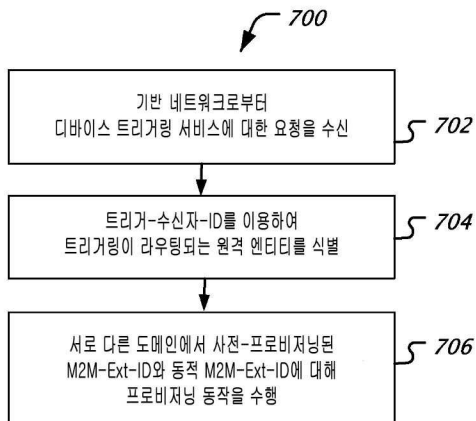 700
기반 네트워크로부터
디바이스 트리거링 서비스에 대한 요청을 수신
702
트리거-수신자-ID를 이용하여
트리거링이 라우팅되는 원격 엔티티를 식별
704
서로 다른 도메인에서 사전-프로비저닝된
M2M-Ext-ID와 동적 M2M-Ext-ID에 대해
프로비저닝 동작을 수행
706